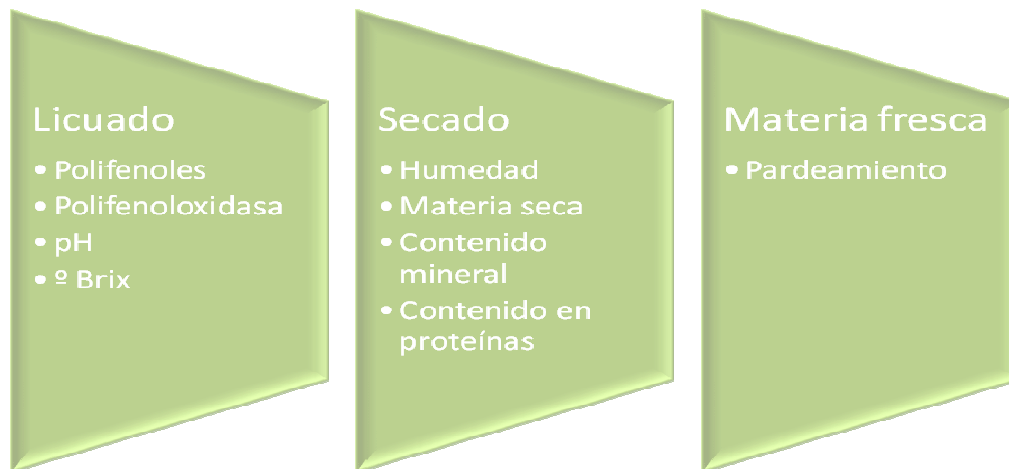 Licuado
• Polifenoles
• Polifenoloxidasa
• pH
• º Brix
Secado
• Humedad
• Materia seca
• Contenido
mineral
• Contenido en
proteínas
Materia fresca
• Pardeamiento